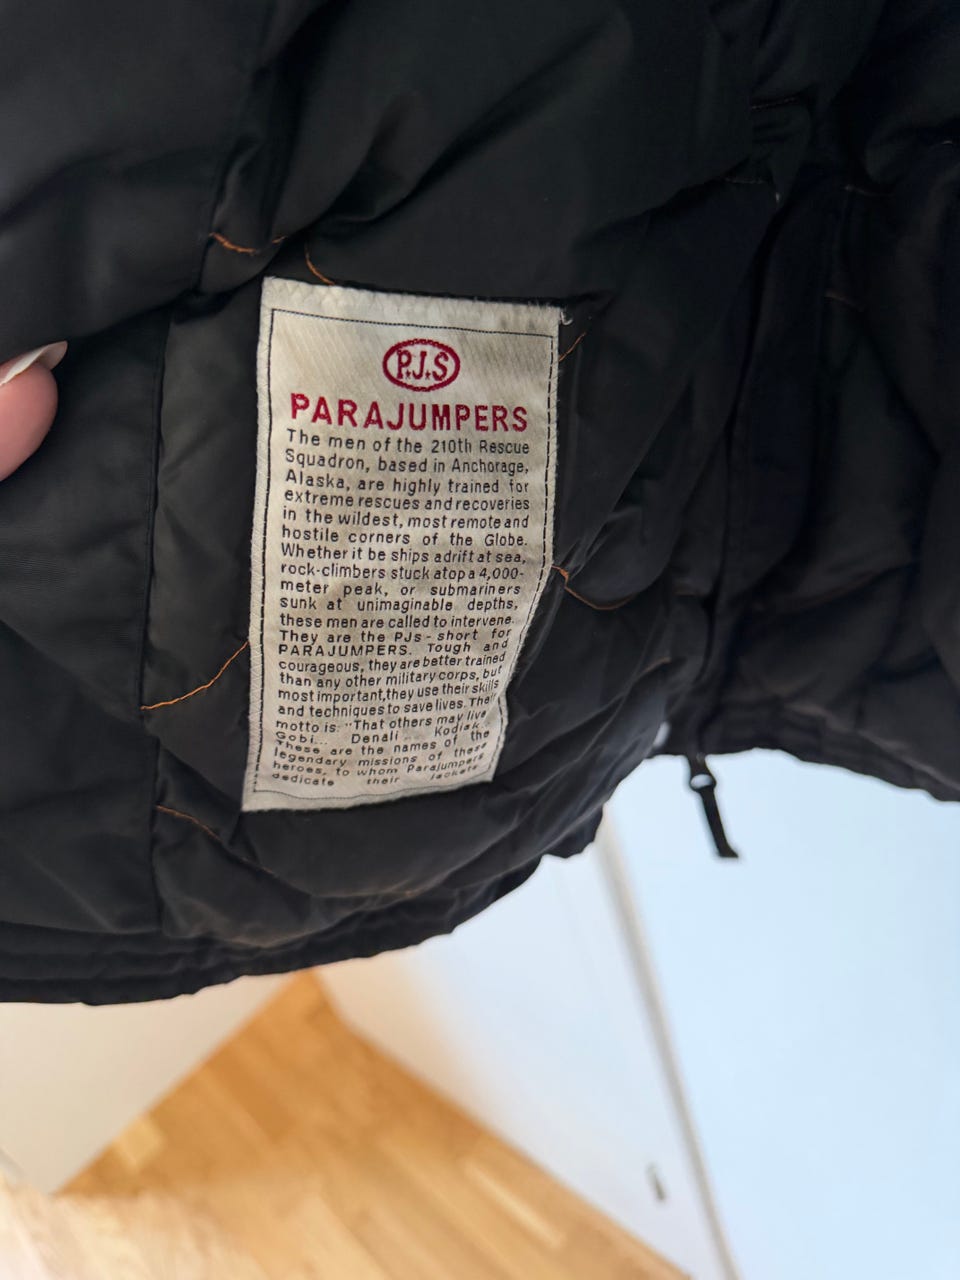 P.J.S
PARAJUMPERS
The men of the 210th Rescue
Squadron, based in Anchorage,
Alaska, are highly trained for
extreme rescues and recoveries
in the wildest, most remote and
hostile corners of the Globe.
Whether it be ships adrift at sea,
rock-climbers stuck atop a 4,000-
meter peak, or submariners
sunk at unimaginable depths,
these men are called to intervene.
They are the PJs - short for
PARAJUMPERS. Tough and
courageous, they are better trained
than any other military corps, but
most important, they use their skills
and techniques to save lives. Their
motto is: "That others may live
Gobi... Denali... Kodiak...
These are the names of the
legendary missions of these
heroes, to whom Parajumpers
dedicate their jackets